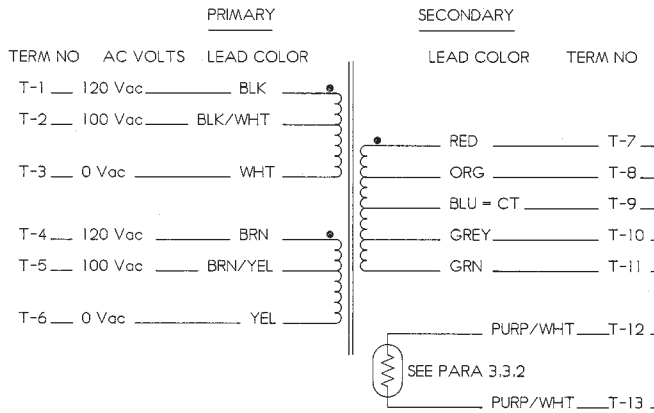 PRIMARY SECONDARY
TERM NO AC VOLTS LEAD COLOR LEAD COLOR TERM NO
T-1 120 Vac BLK
T-2 100 Vac BLK/WHT
RED T-7
T-3 0 Vac WHT ORG T-8
BLU = CT T-9
T-4 120 Vac BRN GREY T-10
T-5 100 Vac BRN/YEL GRN T-11
T-6 0 Vac YEL
PURP/WHT T-12
SEE PARA 3.3.2
PURP/WHT T-13